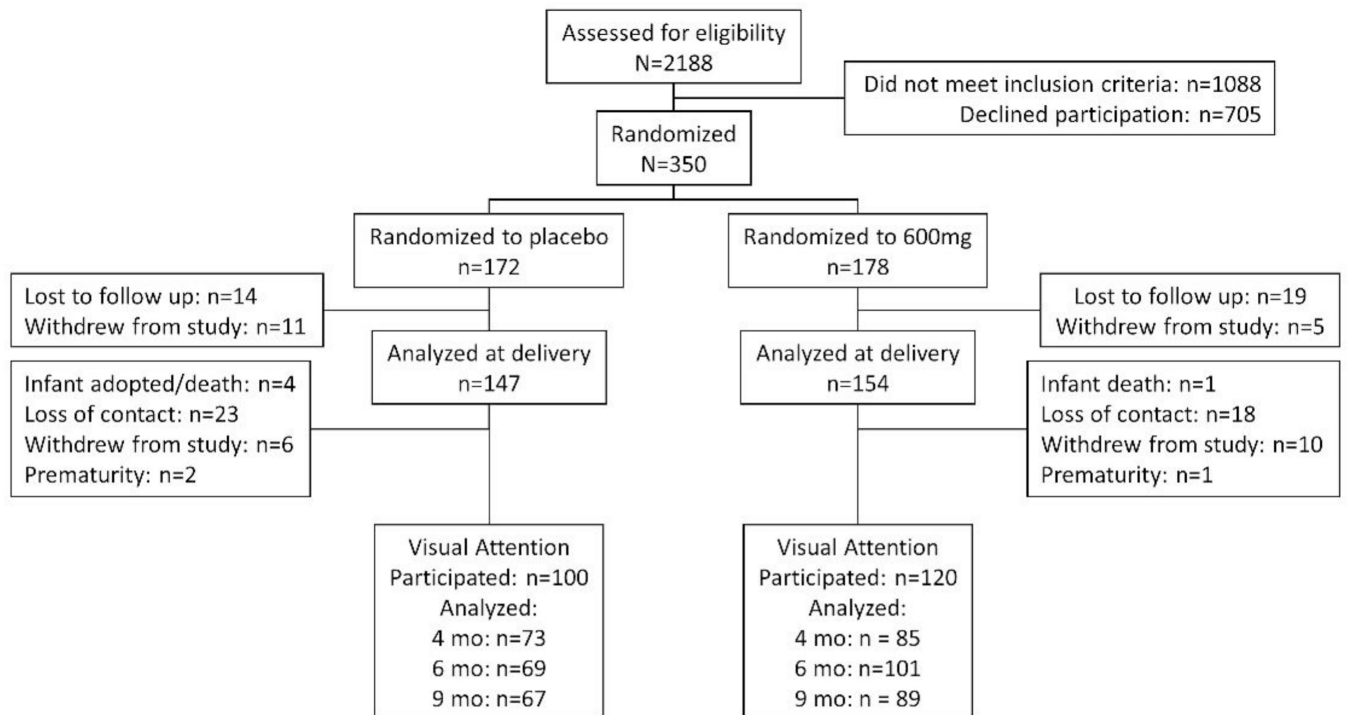 Assessed for eligibility
N=2188
Did not meet inclusion criteria: n=1088
Declined participation: n=705
Randomized
N=350
Randomized to placebo
n=172
Randomized to 600mg
n=178
Lost to follow up: n=14
Withdrew from study: n=11
Lost to follow up: n=19
Withdrew from study: n=5
Analyzed at delivery
n=147
Analyzed at delivery
n=154
Infant adopted/death: n=4
Loss of contact: n=23
Withdrew from study: n=6
Prematurity: n=2
Infant death: n=1
Loss of contact: n=18
Withdrew from study: n=10
Prematurity: n=1
Visual Attention
Participated: n=100
Analyzed:
4 mo: n=73
6 mo: n=69
9 mo: n=67
Visual Attention
Participated: n=120
Analyzed:
4 mo: n = 85
6 mo: n=101
9 mo: n = 89